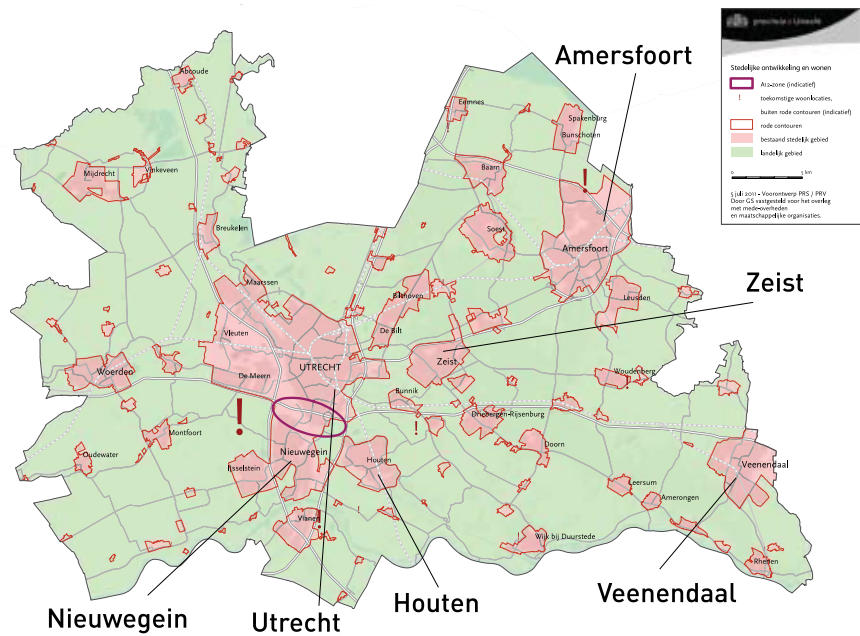 provincie Utrecht
Stedelijke ontwikkeling en wonen
A12-zone (indicatief)
! toekomstige woonlocaties,
buiten rode contouren (indicatief)
rode contouren
bestaand stedelijk gebied
landelijk gebied
0 5 km
5 juli 2011 - Voorontwerp PRS / PRV
Door GS vastgesteld voor het overleg
met mede-overheden
en maatschappelijke organisaties.
Amersfoort
Zeist
Veenendaal
Houten
Utrecht
Nieuwegein
Abcoude
Eemnes
Spakenburg
Bunschoten
!
Mijdrecht
Vinkeveen
Baarn
Breukelen
Soest
Amersfoort
Maarssen
Bilthoven
Leusden
Vleuten
De Bilt
UTRECHT
Zeist
Woerden
De Meern
Woudenberg
!
Bunnik
!
Driebergen-Rijsenburg
!
Montfoort
Doorn
Oudewater
Nieuwegein
Houten
Veenendaal
IJsselstein
Leersum
Amerongen
Vianen
!
Wijk bij Duurstede
Rhenen